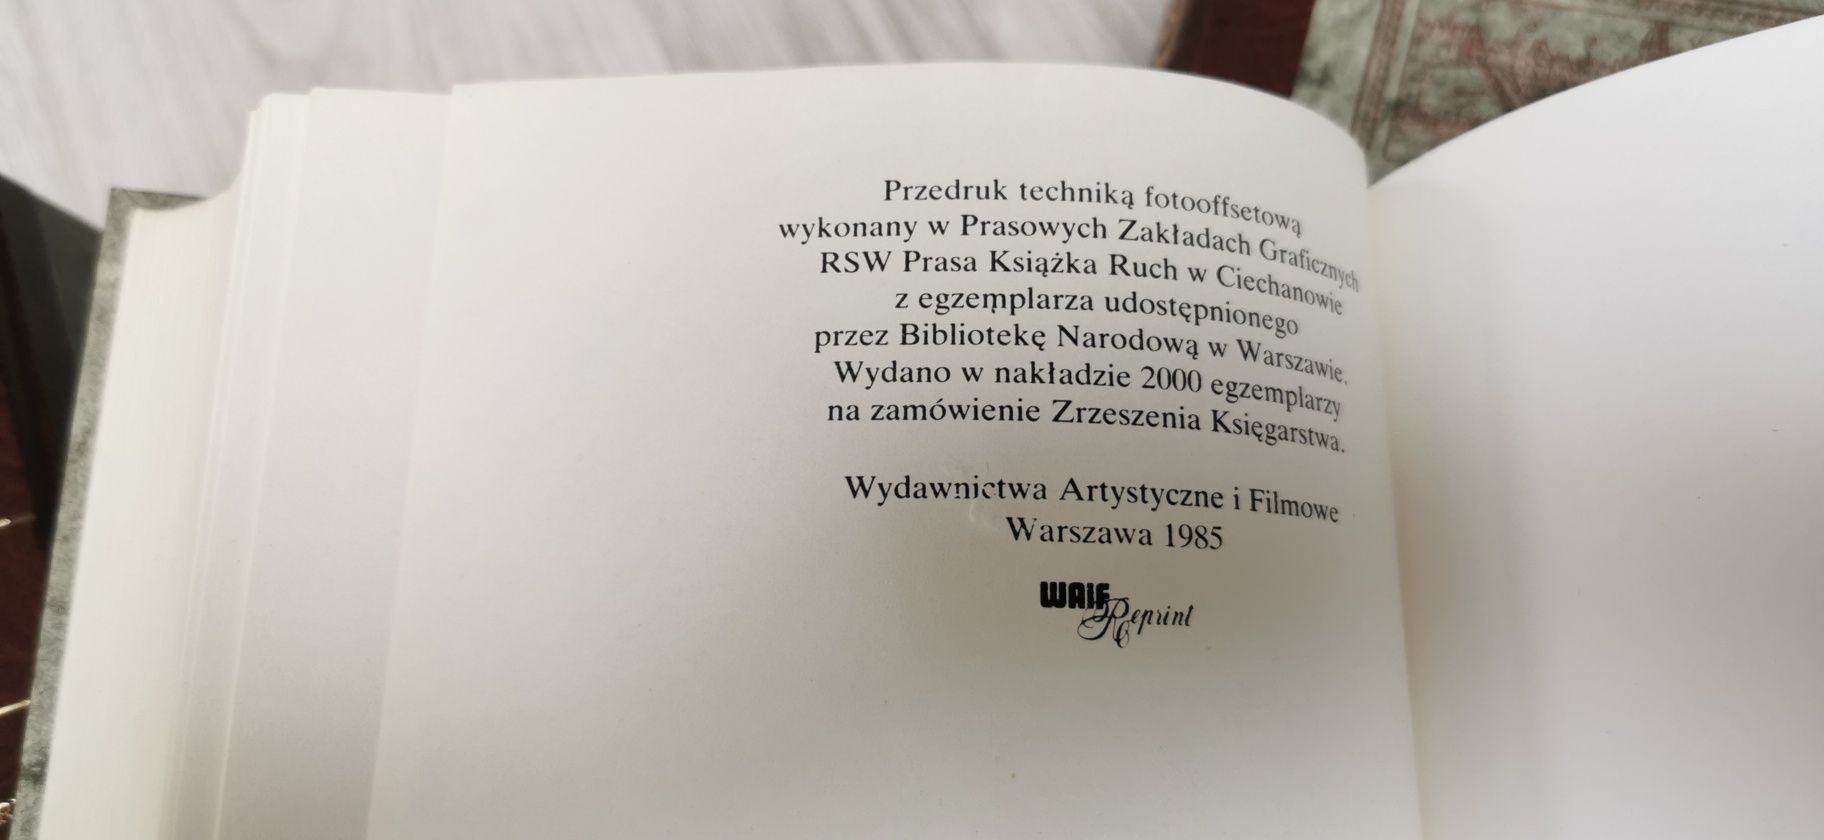 Przedruk techniką fotooffsetową
wykonany w Prasowych Zakładach Graficznych
RSW Prasa Książka Ruch w Ciechanowie
z egzemplarza udostępnionego
przez Bibliotekę Narodową w Warszawie.
Wydano w nakładzie 2000 egzemplarzy
na zamówienie Zrzeszenia Księgarstwa.
Wydawnictwa Artystyczne i Filmowe
Warszawa 1985
WAiF
Reprint